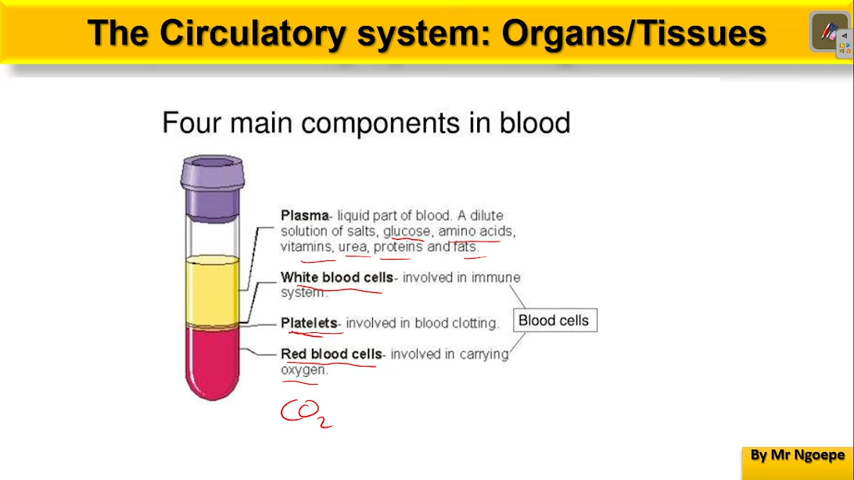 The Circulatory system: Organs/Tissues
Four main components in blood
Plasma- liquid part of blood. A dilute
solution of salts, glucose, amino acids,
vitamins, urea, proteins and fats.
White blood cells- involved in immune
system.
Platelets- involved in blood clotting.
Blood cells
Red blood cells- involved in carrying
oxygen.
CO2
By Mr Ngoepe